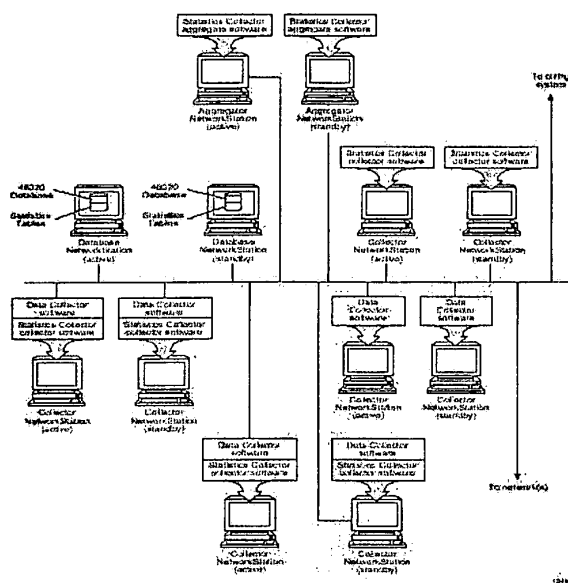 Statistics Collector
aggregate software
Statistics Collector
aggregate software
Aggregator
NetworkStation
(active)
Aggregator
NetworkStation
(standby)
To billing
system
Statistics Collector
collector software
Statistics Collector
collector software
46020
Database
Statistics
Tables
46020
Database
Statistics
Tables
Database
NetworkStation
(active)
Database
NetworkStation
(standby)
Collector
NetworkStation
(active)
Collector
NetworkStation
(standby)
Data Collector
software
Statistics Collector
collector software
Data Collector
software
Statistics Collector
collector software
Data
Collector
software
Data
Collector
software
Collector
NetworkStation
(active)
Collector
NetworkStation
(standby)
Collector
NetworkStation
(active)
Collector
NetworkStation
(standby)
Data Collector
software
Statistics Collector
collector software
Data Collector
software
Statistics Collector
collector software
To network(s)
Collector
NetworkStation
(active)
Collector
NetworkStation
(standby)